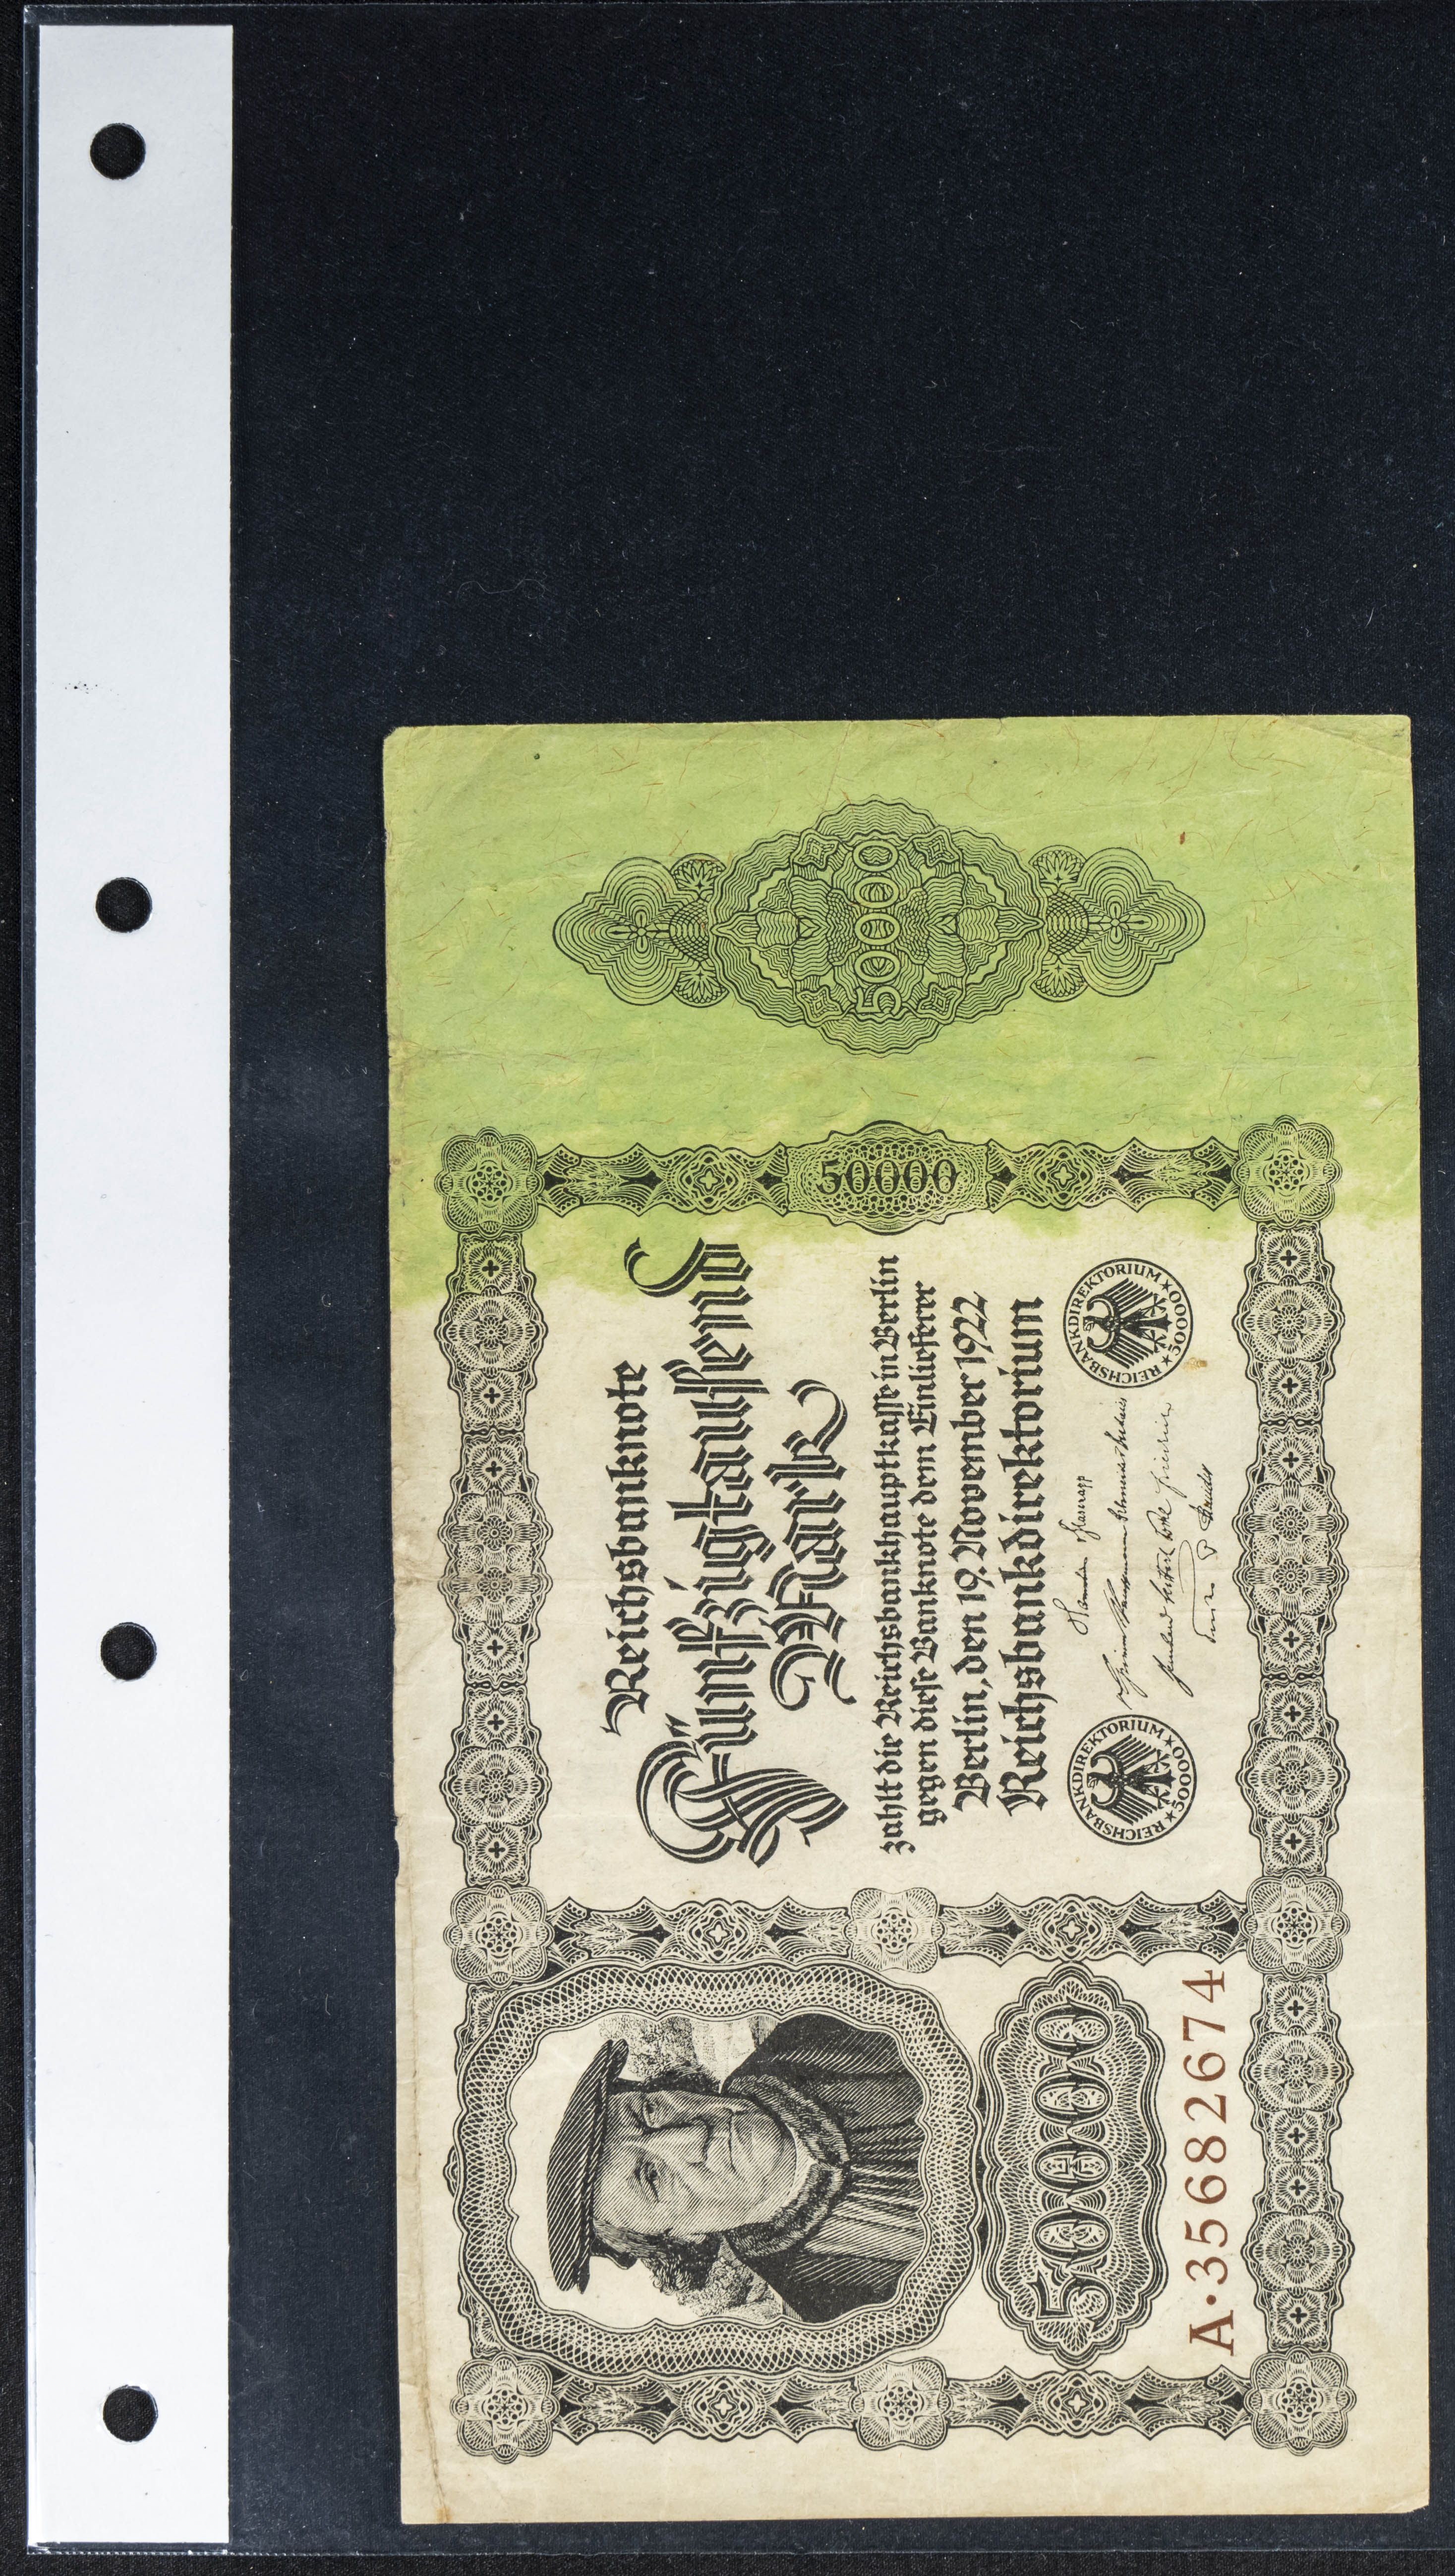 Reichsbanknote
Fünfzigtausend
Mark
zahlt die Reichsbankhauptkasse in Berlin
gegen diese Banknote dem Einlieferer
Berlin, den 19. November 1922
Reichsbankdirektorium
REICHSBANKDIREKTORIUM ★ 50000 ★
REICHSBANKDIREKTORIUM ★ 50000 ★
50000
A·35682674
50000
50000